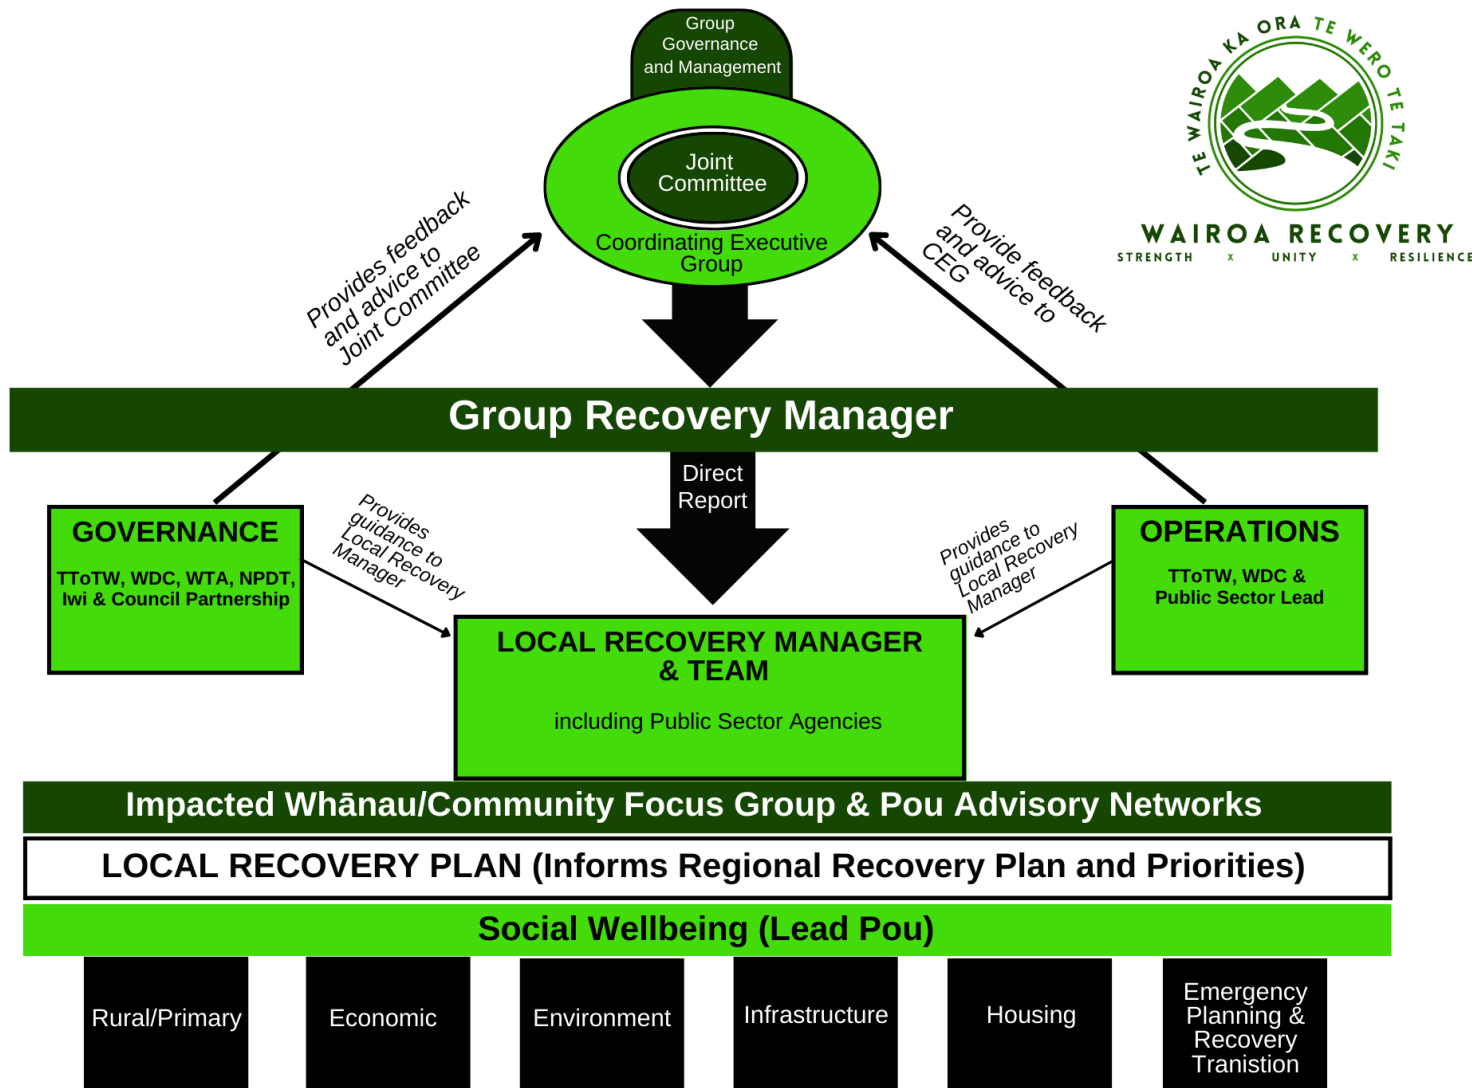 Group
Governance
and Management
Joint
Committee
Coordinating Executive
Group
TE WAIROA KA ORA TE WERO TE TAKI
WAIROA RECOVERY
STRENGTH x UNITY x RESILIENCE
Provides feedback
and advice to
Joint Committee
Provide feedback
and advice to
CEG
Group Recovery Manager
Direct
Report
GOVERNANCE
TToTW, WDC, WTA, NPDT,
Iwi & Council Partnership
Provides
guidance to
Local Recovery
Manager
Provides
guidance to
Local Recovery
Manager
OPERATIONS
TToTW, WDC &
Public Sector Lead
LOCAL RECOVERY MANAGER
& TEAM
including Public Sector Agencies
Impacted Whānau/Community Focus Group & Pou Advisory Networks
LOCAL RECOVERY PLAN (Informs Regional Recovery Plan and Priorities)
Social Wellbeing (Lead Pou)
Rural/Primary
Economic
Environment
Infrastructure
Housing
Emergency
Planning &
Recovery
Tranistion